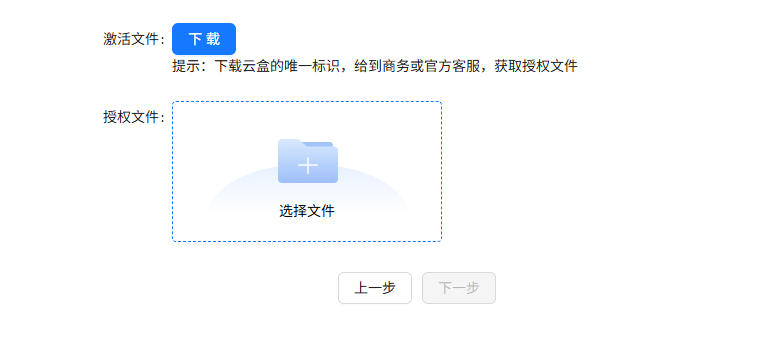 激活文件：
下 载
提示：下载云盒的唯一标识，给到商务或官方客服，获取授权文件
授权文件：
选择文件
上一步
下一步